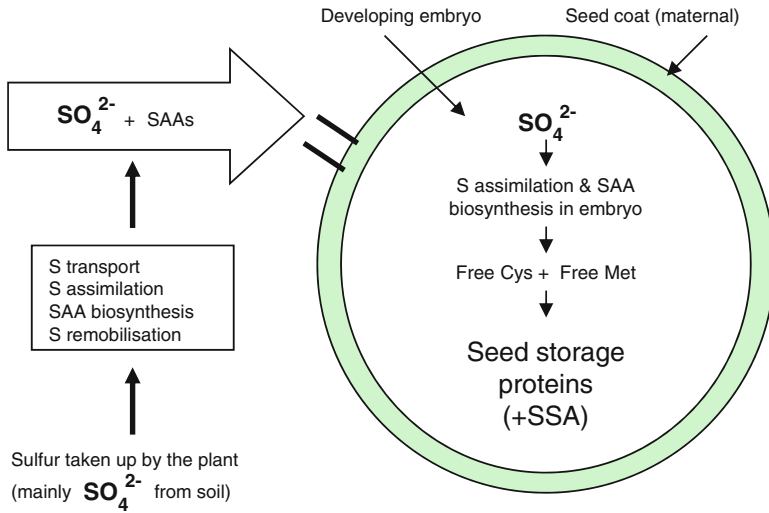 Developing embryo
Seed coat (maternal)
SO₄²⁻ + SAAs
S transport
S assimilation
SAA biosynthesis
S remobilisation
Sulfur taken up by the plant
(mainly SO₄²⁻ from soil)
SO₄²⁻
S assimilation & SAA
biosynthesis in embryo
Free Cys + Free Met
Seed storage
proteins
(+SSA)